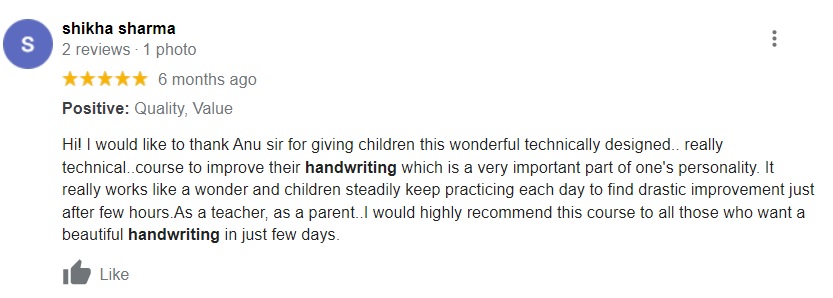 S
shikha sharma
2 reviews · 1 photo
6 months ago
Positive: Quality, Value
Hi! I would like to thank Anu sir for giving children this wonderful technically designed.. really
technical..course to improve their handwriting which is a very important part of one's personality. It
really works like a wonder and children steadily keep practicing each day to find drastic improvement just
after few hours.As a teacher, as a parent..I would highly recommend this course to all those who want a
beautiful handwriting in just few days.
Like